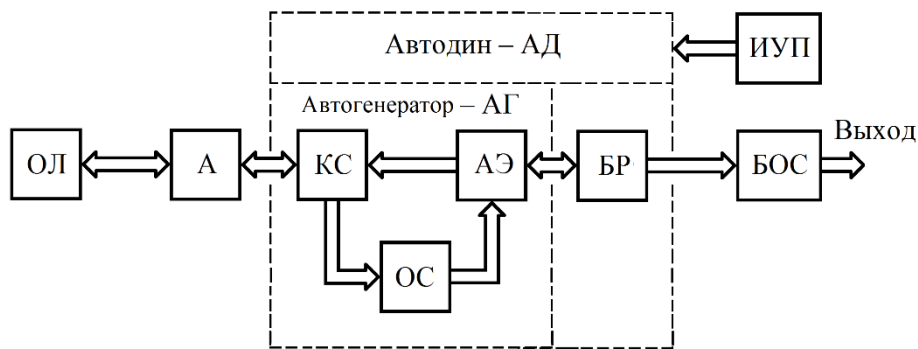 Автодин – АД
ИУП
Автогенератор – АГ
Выход
ОЛ
А
КС
АЭ
БР
БОС
ОС